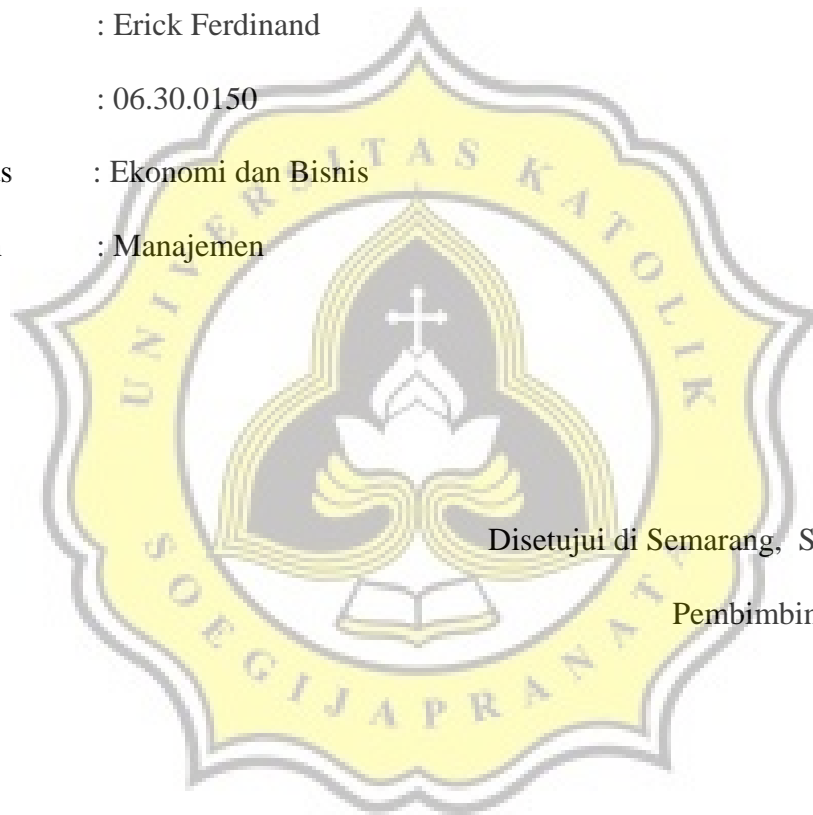 : Erick Ferdinand
: 06.30.0150
s : Ekonomi dan Bisnis
: Manajemen
UNIVERSITAS KATOLIK
SOEGIJAPRANATA
Disetujui di Semarang, S
Pembimbin